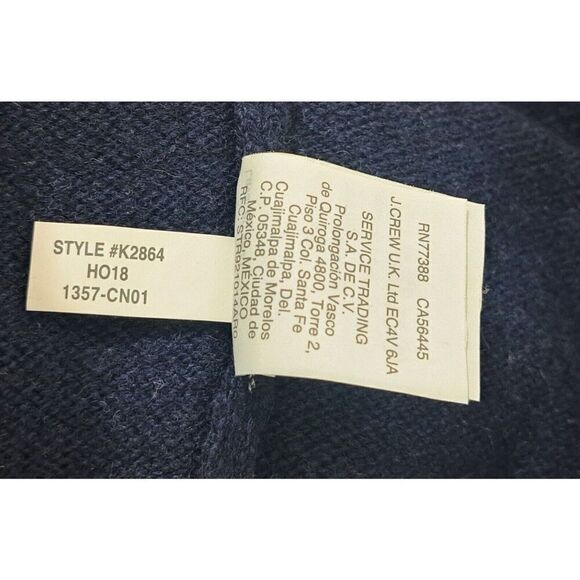 STYLE #K2864
HO18
1357-CN01
RN77388 CA56445
J.CREW U.K. Ltd EC4V 6JA
SERVICE TRADING
S.A. DE C.V.
Prolongación Vasco
de Quiroga 4800, Torre 2,
Piso 3 Col. Santa Fe
Cuajimalpa, Del.
Cuajimalpa de Morelos
C.P. 05348, Ciudad de
México, MÉXICO